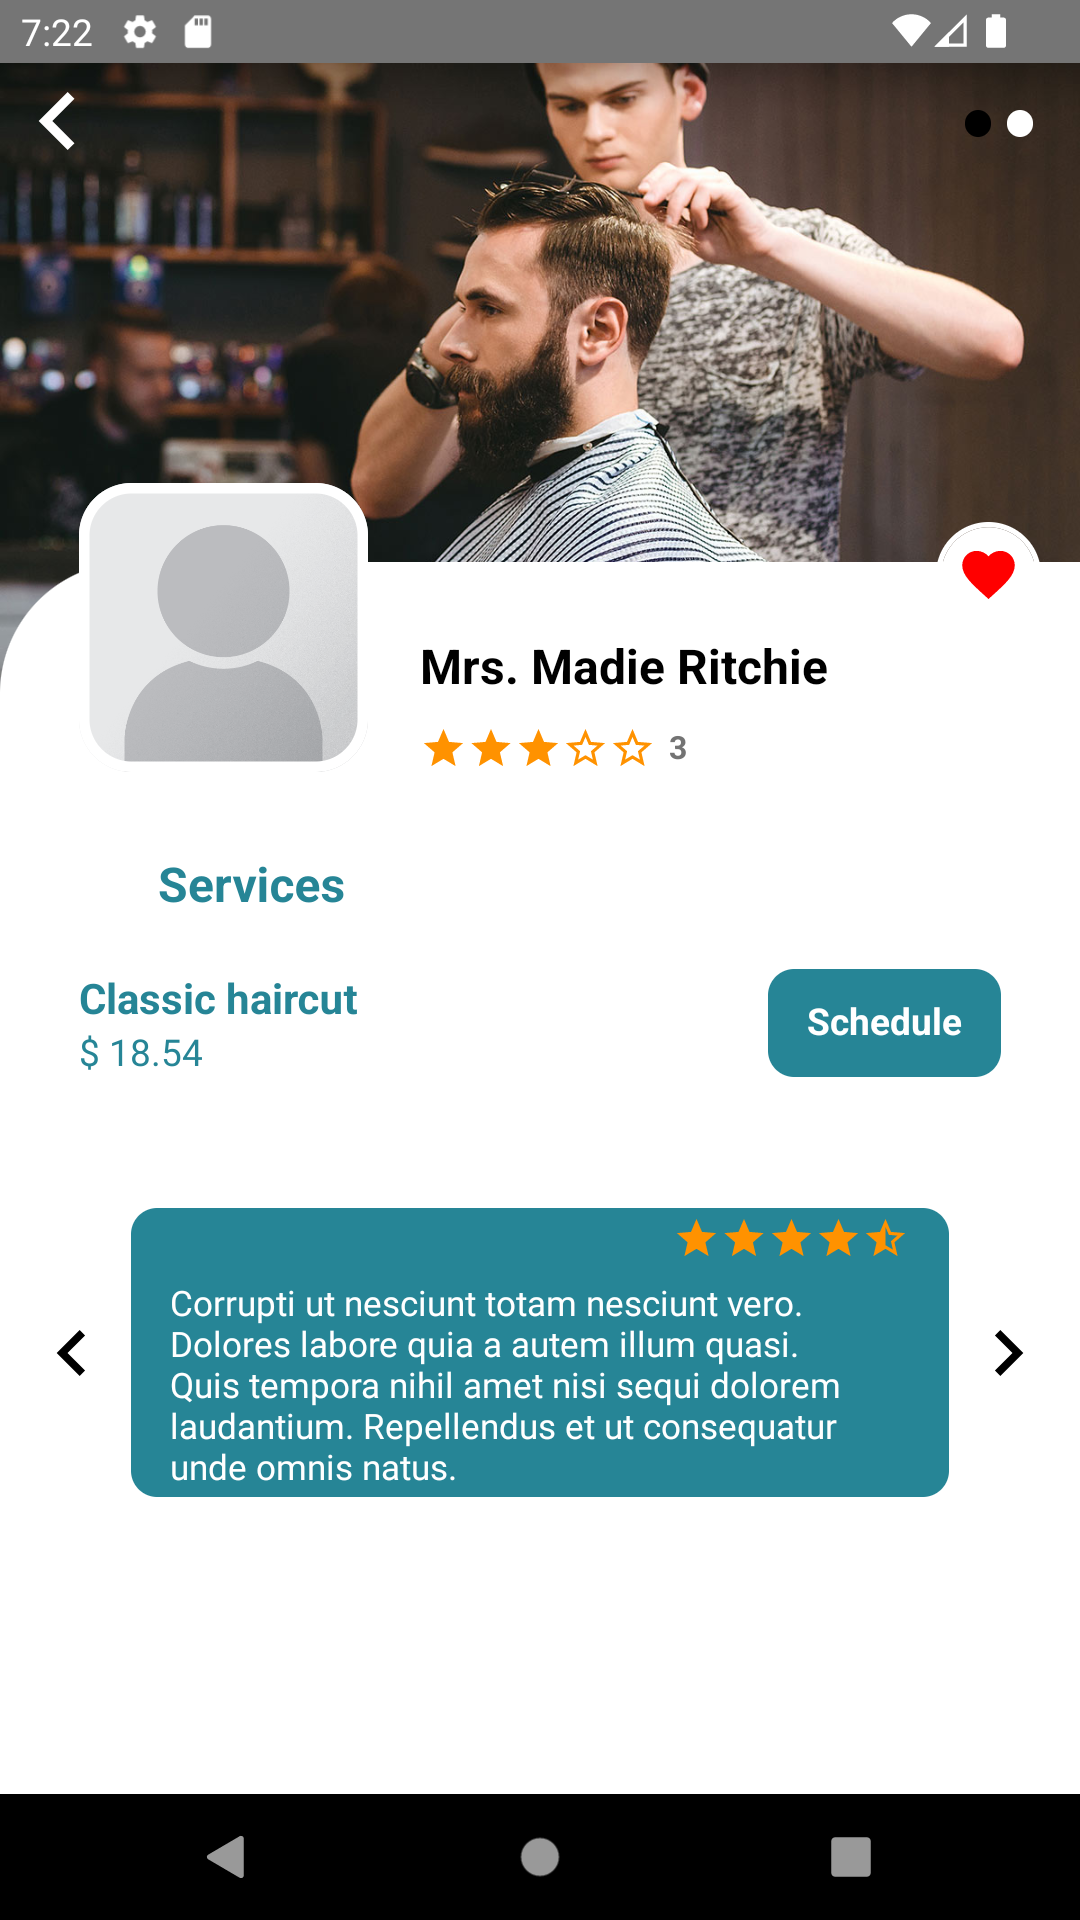 7:22
Mrs. Madie Ritchie
3
Services
Classic haircut
$ 18.54
Schedule
Corrupti ut nesciunt totam nesciunt vero.
Dolores labore quia a autem illum quasi.
Quis tempora nihil amet nisi sequi dolorem
laudantium. Repellendus et ut consequatur
unde omnis natus.